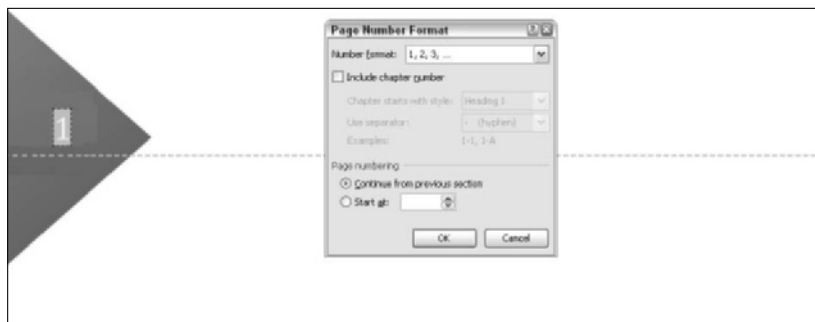 Page Number Format
Number format: 1, 2, 3, ...
Include chapter number
Chapter starts with style: Heading 1
Use separator: - (hyphen)
Examples: 1-1, 1-A
1
Page numbering
Continue from previous section
Start at:
OK Cancel